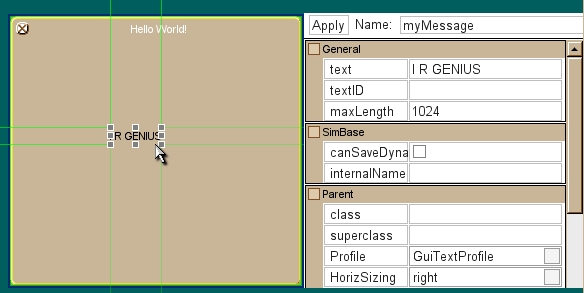 Hello World!
I R GENIUS
Apply Name: myMessage
General
text I R GENIUS
textID
maxLength 1024
SimBase
canSaveDyna
internalName
Parent
class
superclass
Profile GuiTextProfile
HorizSizing right